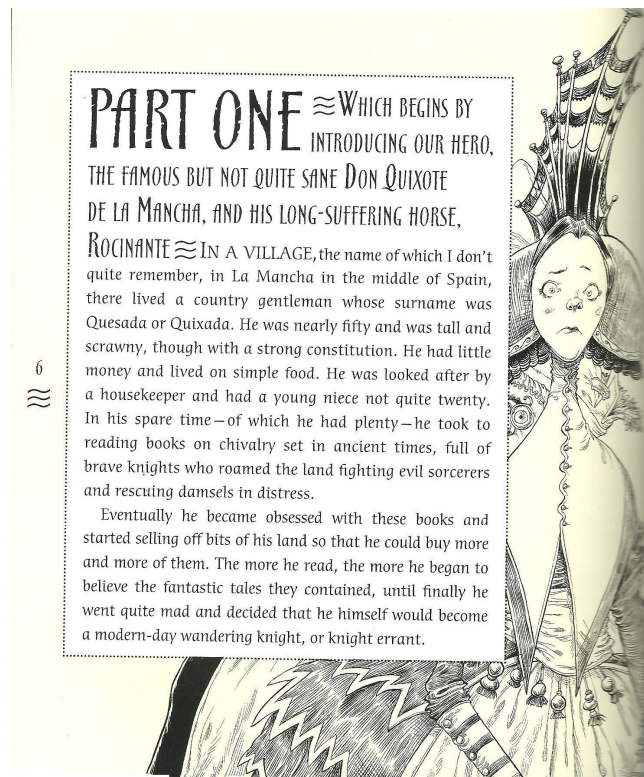 PART ONE ≋ WHICH BEGINS BY
INTRODUCING OUR HERO,
THE FAMOUS BUT NOT QUITE SANE DON QUIXOTE
DE LA MANCHA, AND HIS LONG-SUFFERING HORSE,
ROCINANTE ≋ IN A VILLAGE, the name of which I don't
quite remember, in La Mancha in the middle of Spain,
there lived a country gentleman whose surname was
Quesada or Quixada. He was nearly fifty and was tall and
scrawny, though with a strong constitution. He had little
money and lived on simple food. He was looked after by
a housekeeper and had a young niece not quite twenty.
In his spare time—of which he had plenty—he took to
reading books on chivalry set in ancient times, full of
brave knights who roamed the land fighting evil sorcerers
and rescuing damsels in distress.
Eventually he became obsessed with these books and
started selling off bits of his land so that he could buy more
and more of them. The more he read, the more he began to
believe the fantastic tales they contained, until finally he
went quite mad and decided that he himself would become
a modern-day wandering knight, or knight errant.
6